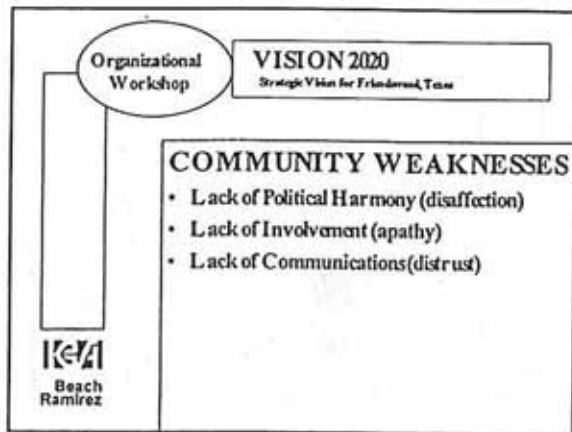 Organizational
Workshop
VISION 2020
Strategic Vision for Friendswood, Texas
COMMUNITY WEAKNESSES
• Lack of Political Harmony (disaffection)
• Lack of Involvement (apathy)
• Lack of Communications (distrust)
Beach
Ramirez